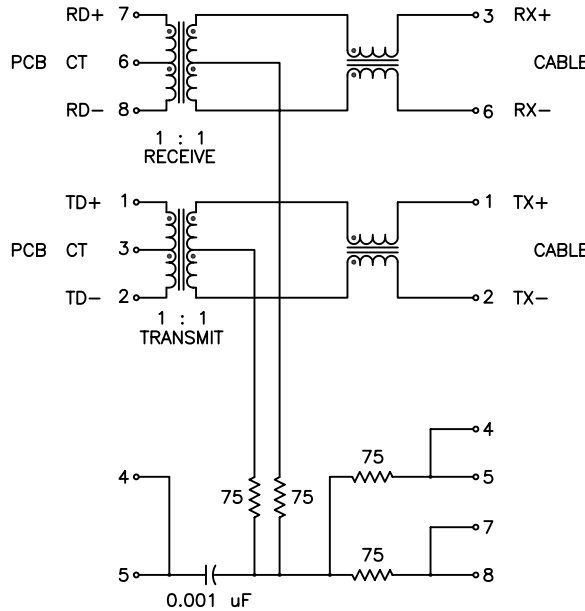 RD+ 7
3 RX+
PCB CT 6
CABLE
RD- 8
6 RX-
1 : 1
RECEIVE
TD+ 1
1 TX+
PCB CT 3
CABLE
TD- 2
2 TX-
1 : 1
TRANSMIT
4
75
4
75
75
5
7
75
5
8
0.001 uF